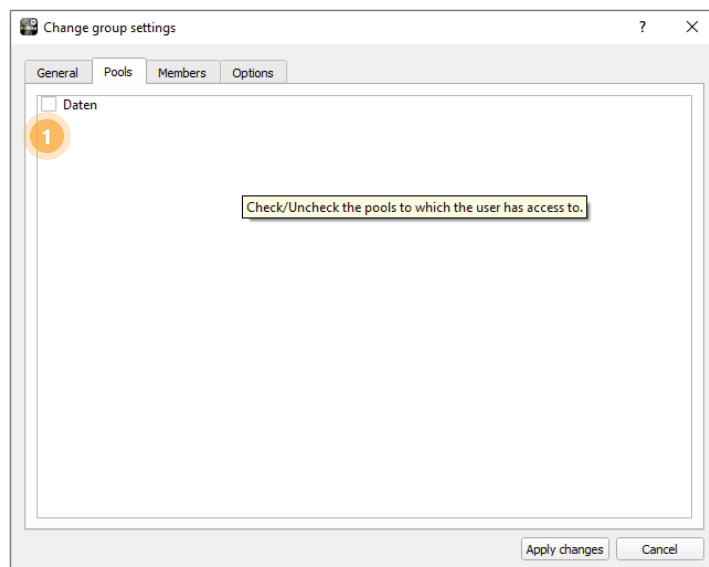 Change group settings
?
General Pools Members Options
Daten
1
Check/Uncheck the pools to which the user has access to.
Apply changes Cancel